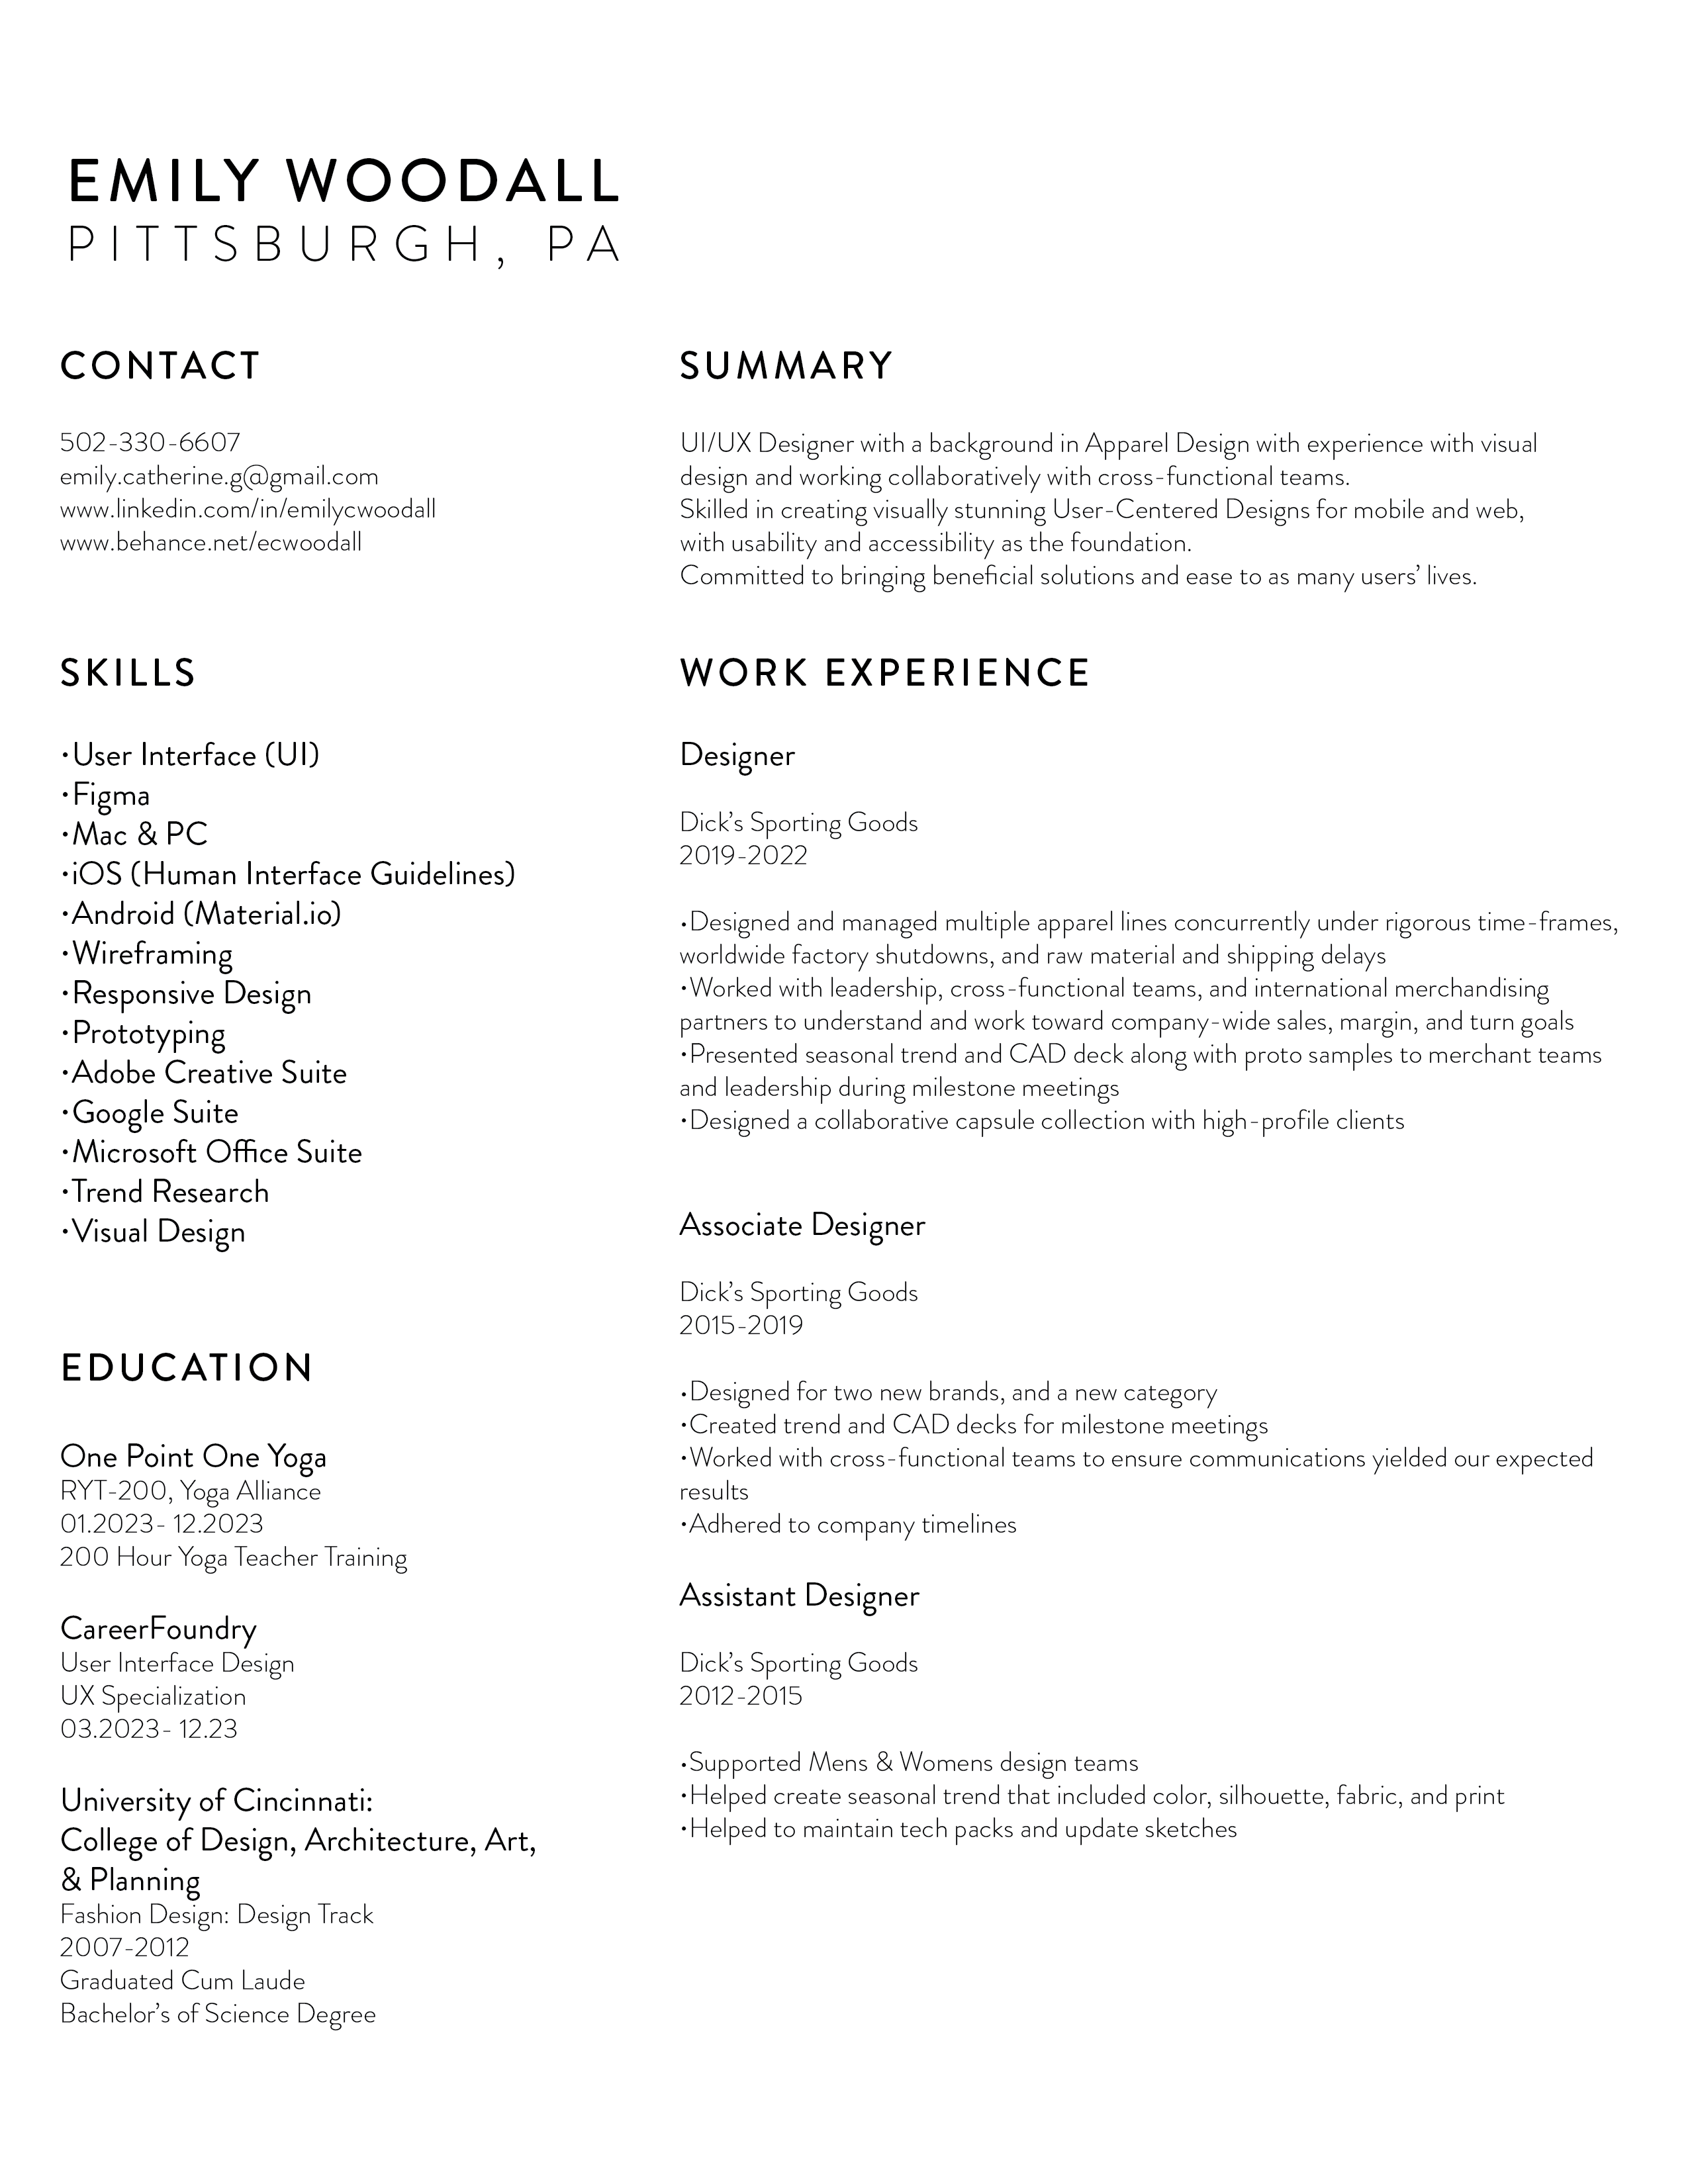 EMILY WOODALL
PITTSBURGH, PA
CONTACT
502-330-6607
emily.catherine.g@gmail.com
www.linkedin.com/in/emilycwoodall
www.behance.net/ecwoodall
SKILLS
•User Interface (UI)
•Figma
•Mac & PC
•iOS (Human Interface Guidelines)
•Android (Material.io)
•Wireframing
•Responsive Design
•Prototyping
•Adobe Creative Suite
•Google Suite
•Microsoft Office Suite
•Trend Research
•Visual Design
EDUCATION
One Point One Yoga
RYT-200, Yoga Alliance
01.2023- 12.2023
200 Hour Yoga Teacher Training
CareerFoundry
User Interface Design
UX Specialization
03.2023- 12.23
University of Cincinnati:
College of Design, Architecture, Art,
& Planning
Fashion Design: Design Track
2007-2012
Graduated Cum Laude
Bachelor's of Science Degree
SUMMARY
UI/UX Designer with a background in Apparel Design with experience with visual
design and working collaboratively with cross-functional teams.
Skilled in creating visually stunning User-Centered Designs for mobile and web,
with usability and accessibility as the foundation.
Committed to bringing beneficial solutions and ease to as many users' lives.
WORK EXPERIENCE
Designer
Dick's Sporting Goods
2019-2022
•Designed and managed multiple apparel lines concurrently under rigorous time-frames,
worldwide factory shutdowns, and raw material and shipping delays
•Worked with leadership, cross-functional teams, and international merchandising
partners to understand and work toward company-wide sales, margin, and turn goals
•Presented seasonal trend and CAD deck along with proto samples to merchant teams
and leadership during milestone meetings
•Designed a collaborative capsule collection with high-profile clients
Associate Designer
Dick's Sporting Goods
2015-2019
•Designed for two new brands, and a new category
•Created trend and CAD decks for milestone meetings
•Worked with cross-functional teams to ensure communications yielded our expected
results
•Adhered to company timelines
Assistant Designer
Dick's Sporting Goods
2012-2015
•Supported Mens & Womens design teams
•Helped create seasonal trend that included color, silhouette, fabric, and print
•Helped to maintain tech packs and update sketches